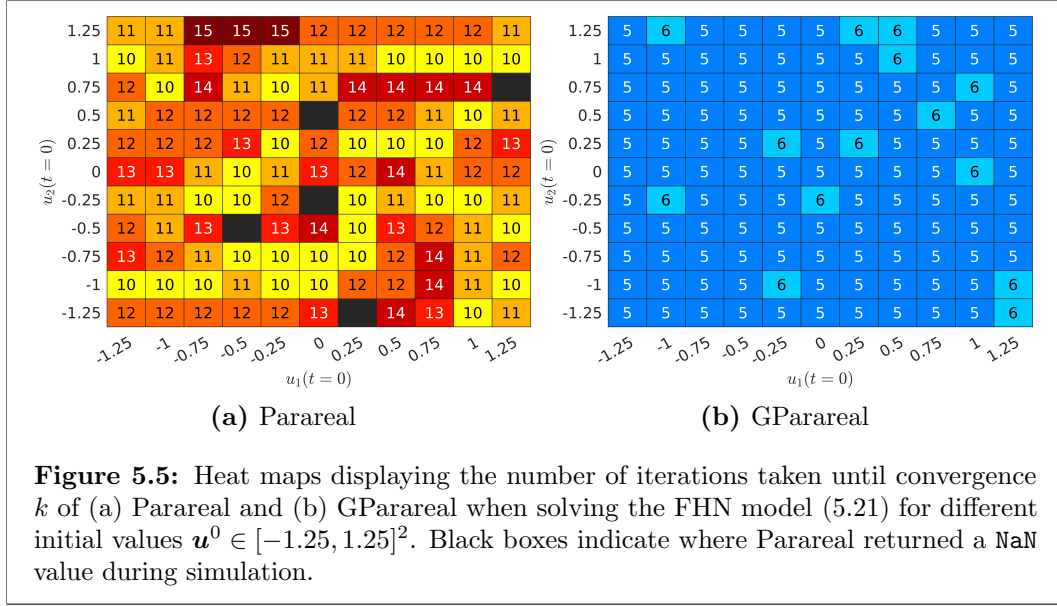 1.25 11 11 15 15 15 12 12 12 12 12 11
1 10 11 13 12 11 11 11 10 10 10 10
0.75 12 10 14 11 10 11 14 14 14 14
0.5 11 12 12 12 12 12 12 11 10 11
0.25 12 12 12 13 10 12 10 10 10 12 13
0 13 13 11 10 11 13 12 14 11 12 12
-0.25 11 11 10 10 12 10 11 10 10 11
-0.5 12 11 13 13 14 10 13 12 11 12
-0.75 13 12 11 10 10 10 10 12 14 11 12
-1 10 10 10 11 10 10 12 12 14 11 10
-1.25 12 12 12 12 12 13 14 13 10 11
u₂(t = 0)
-1.25 -1 -0.75 -0.5 -0.25 0 0.25 0.5 0.75 1 1.25
u₁(t = 0)
(a) Parareal
1.25 5 6 5 5 5 5 6 6 5 5 5
1 5 5 5 5 5 5 5 6 5 5 5
0.75 5 5 5 5 5 5 5 5 5 6 5
0.5 5 5 5 5 5 5 5 5 6 5 5
0.25 5 5 5 5 6 5 6 5 5 5 5
0 5 5 5 5 5 5 5 5 5 6 5
-0.25 5 6 5 5 5 6 5 5 5 5 5
-0.5 5 5 5 5 5 5 5 5 5 5 5
-0.75 5 5 5 5 5 5 5 5 5 5 5
-1 5 5 5 5 6 5 5 5 5 5 6
-1.25 5 5 5 5 5 5 5 5 5 5 6
u₂(t = 0)
-1.25 -1 -0.75 -0.5 -0.25 0 0.25 0.5 0.75 1 1.25
u₁(t = 0)
(b) GParareal
Figure 5.5: Heat maps displaying the number of iterations taken until convergence
k of (a) Parareal and (b) GParareal when solving the FHN model (5.21) for different
initial values u⁰ ∈ [−1.25, 1.25]². Black boxes indicate where Parareal returned a NaN
value during simulation.